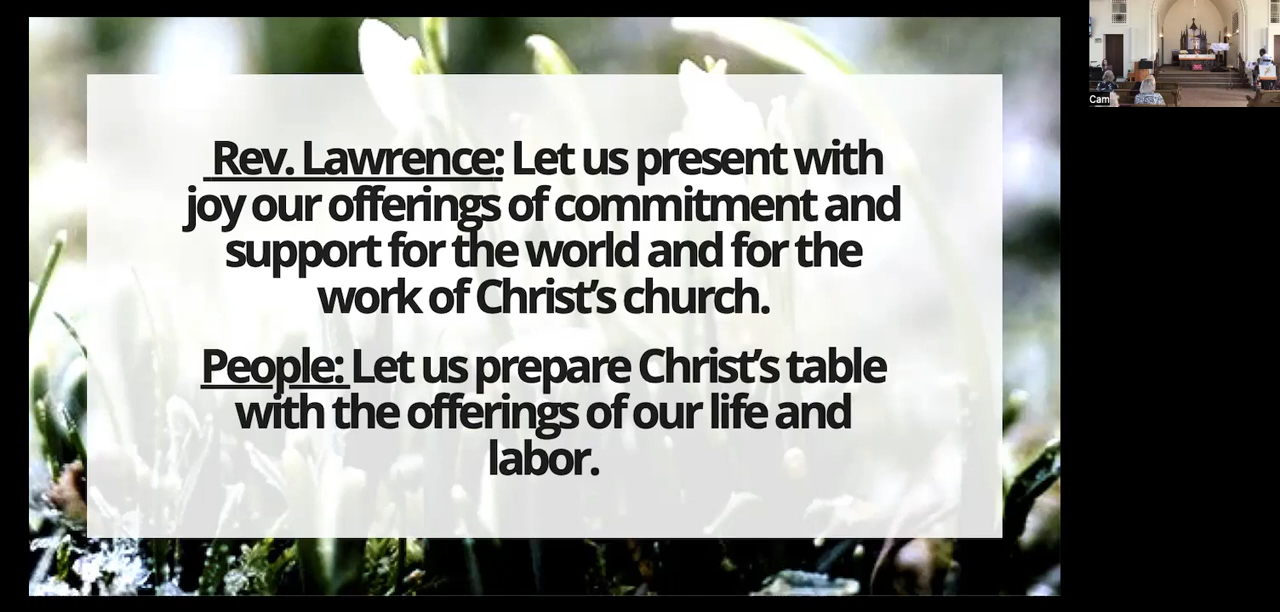 Rev. Lawrence: Let us present with
joy our offerings of commitment and
support for the world and for the
work of Christ's church.
People: Let us prepare Christ's table
with the offerings of our life and
labor.
Cam